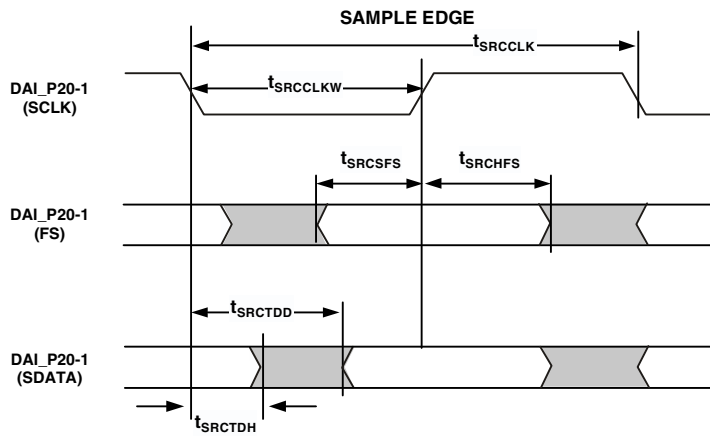 SAMPLE EDGE
tSRCCLK
DAI_P20-1
(SCLK)
tSRCCLKW
tSRCSFS
tSRCHFS
DAI_P20-1
(FS)
tSRCTDD
DAI_P20-1
(SDATA)
tSRCTDH